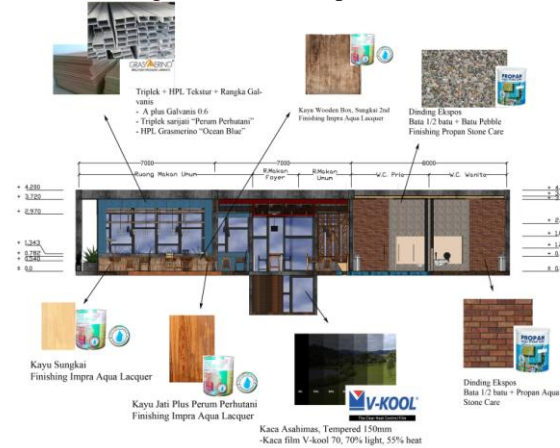 GRASMERINO
Triplek + HPL Tekstur + Rangka Gal-
vanis
- A plus Galvanis 0.6
- Triplek sarijati “Perum Perhutani”
- HPL Grasmerino “Ocean Blue”
Kayu Wooden Box, Sungkai 2nd
Finishing Impra Aqua Lacquer
PROPAN
Dinding Ekspos
Bata 1/2 batu + Batu Pebble
Finishing Propan Stone Care
7000 7000 8000
Ruang Makan Umum
R.Makan
Foyer
R.Makan
Umum
W.C. Pria
W.C. Wanita
+ 4.200
+ 3.720
+ 2.970
+ 1.343
+ 0.762
+ 0.540
+ 0.0
Kayu Sungkai
Finishing Impra Aqua Lacquer
Kayu Jati Plus Perum Perhutani
Finishing Impra Aqua Lacquer
V-KOOL
Kaca Asahimas, Tempered 150mm
-Kaca film V-kool 70, 70% light, 55% heat
PROPAN
Dinding Ekspos
Bata 1/2 batu + Propan Aqua
Stone Care